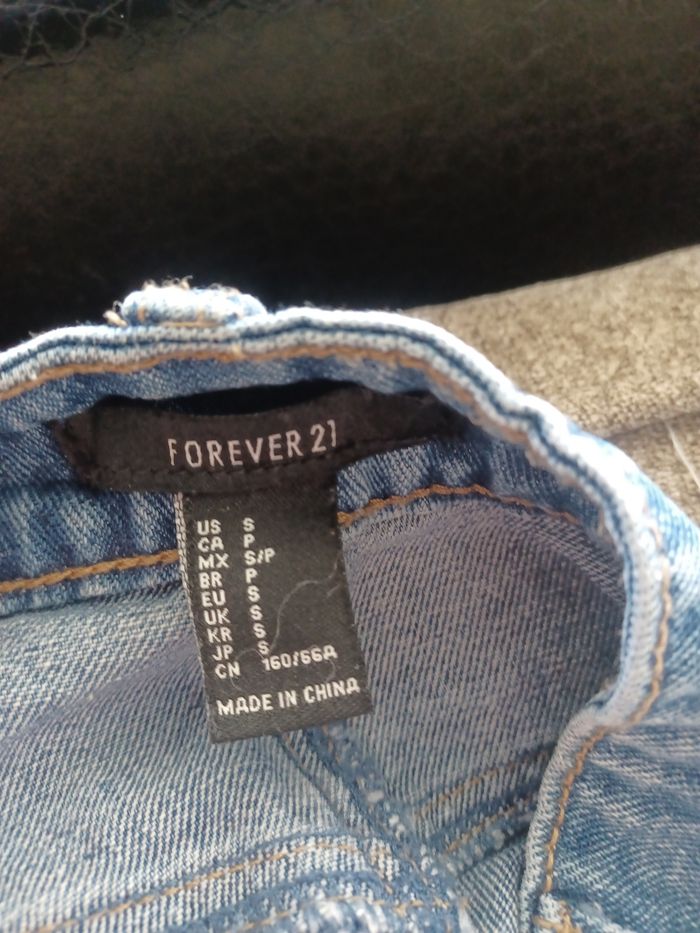 FOREVER 21
US S
CA P
MX S/P
BR P
EU S
UK S
KR S
JP S
CN 160/66A
MADE IN CHINA